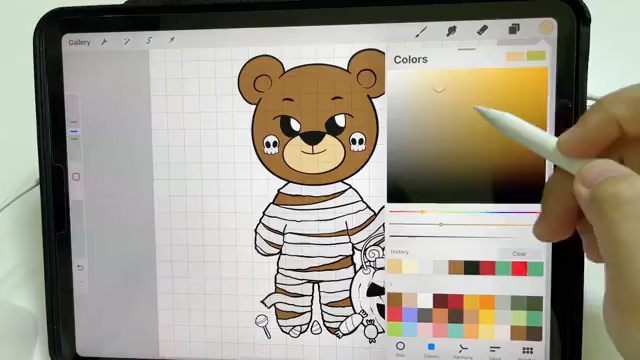 Gallery
Colors
History
Clear
Disc
Classic
Harmony
Value